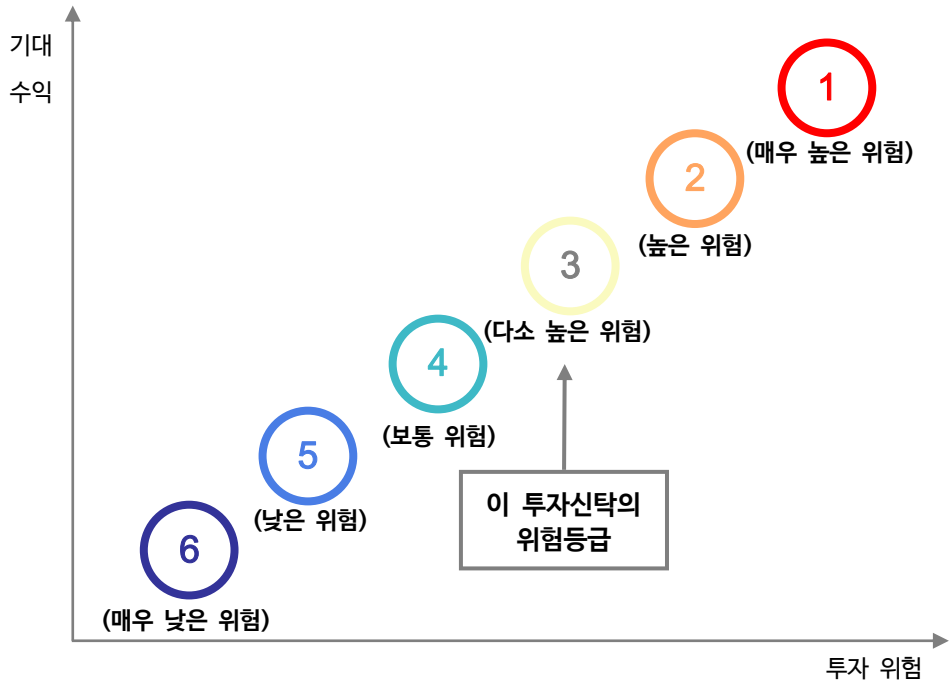 기대
수익
1
(매우 높은 위험)
2
(높은 위험)
3
(다소 높은 위험)
4
(보통 위험)
5
(낮은 위험)
이 투자신탁의
위험등급
6
(매우 낮은 위험)
투자 위험